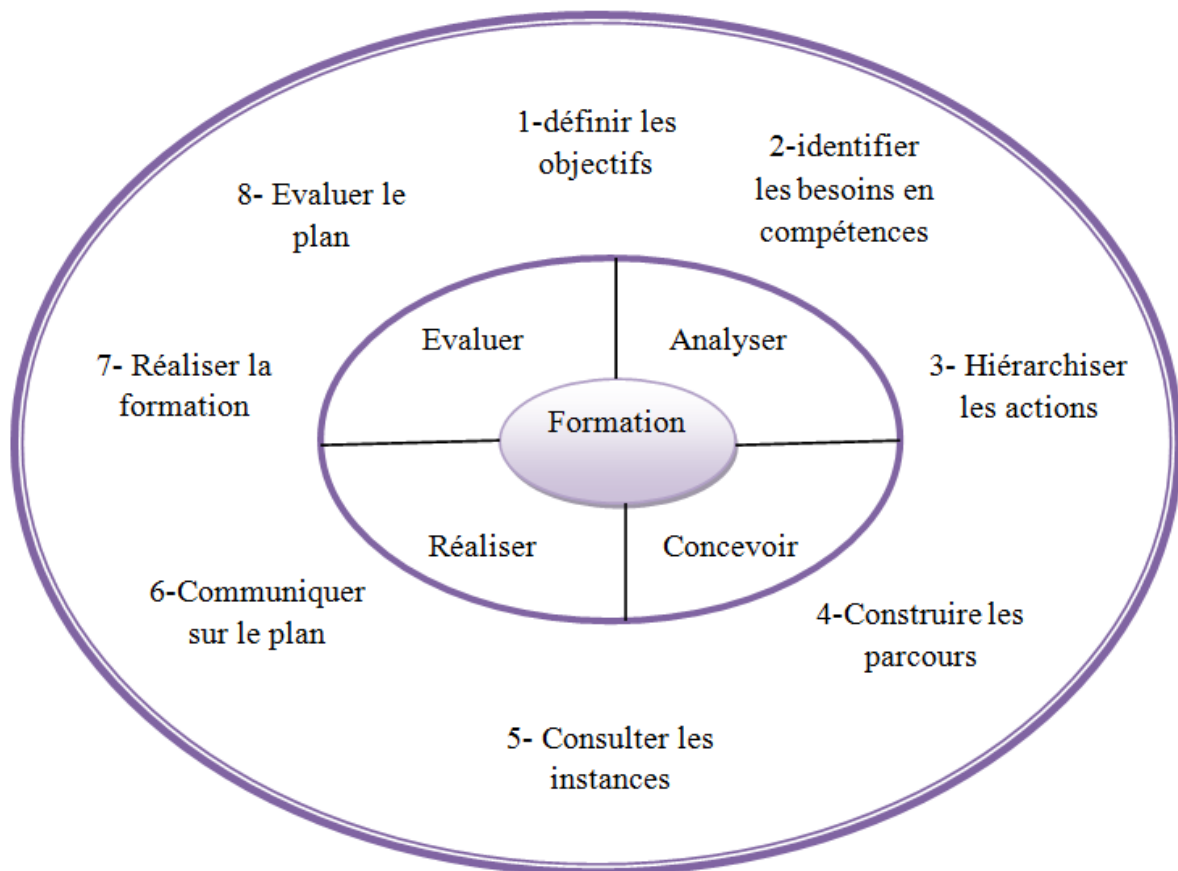 1-définir les
objectifs
2-identifier
les besoins en
compétences
3- Hiérarchiser
les actions
4-Construire les
parcours
5- Consulter les
instances
6-Communiquer
sur le plan
7- Réaliser la
formation
8- Evaluer le
plan
Evaluer
Analyser
Formation
Réaliser
Concevoir